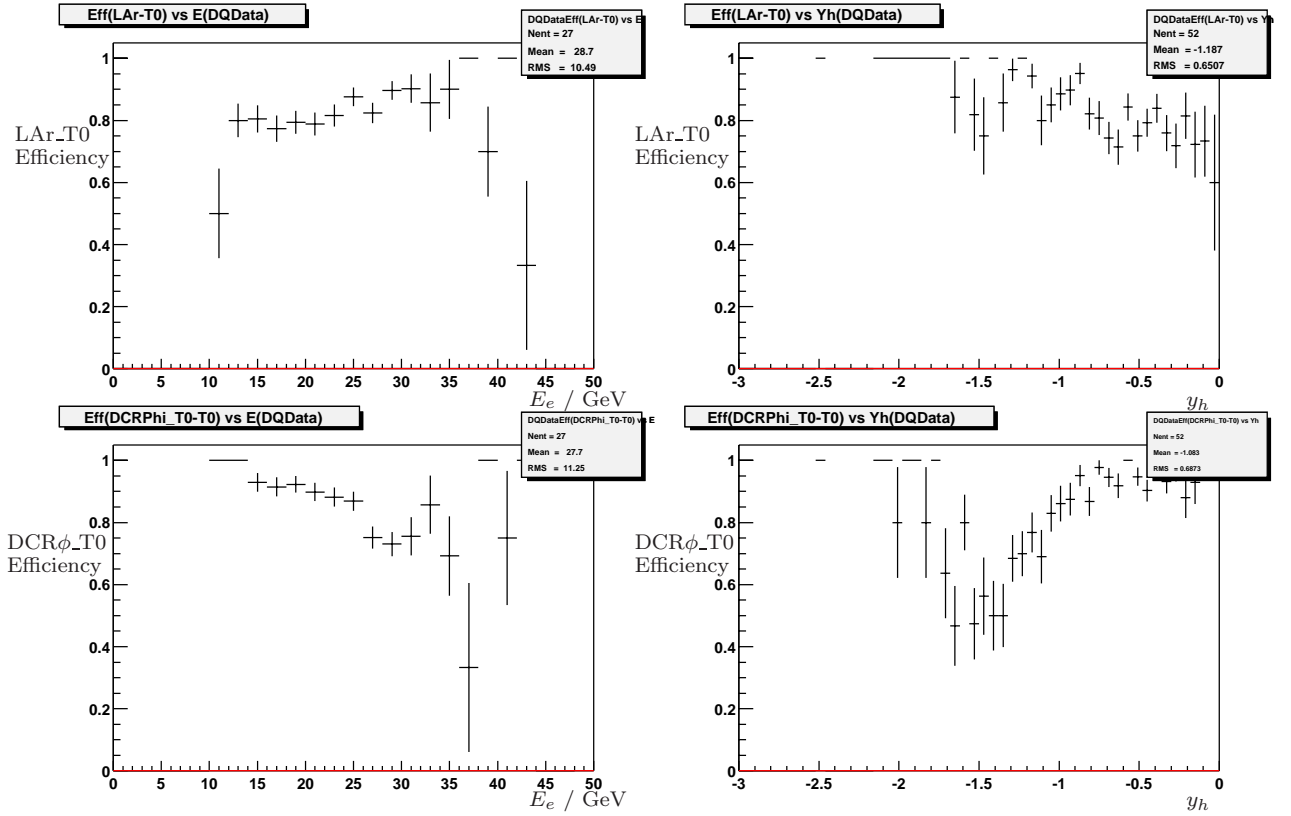 Eff(LAr-T0) vs E(DQData)
DQDataEff(LAr-T0) vs E
Nent = 27
Mean = 28.7
RMS = 10.49
LAr_T0
Efficiency
1
0.8
0.6
0.4
0.2
0
0 5 10 15 20 25 30 35 40 45 50
E_e / GeV
Eff(LAr-T0) vs Yh(DQData)
DQDataEff(LAr-T0) vs Yh
Nent = 52
Mean = -1.187
RMS = 0.6507
LAr_T0
Efficiency
1
0.8
0.6
0.4
0.2
0
-3 -2.5 -2 -1.5 -1 -0.5 0
y_h
Eff(DCRPhi_T0-T0) vs E(DQData)
DQDataEff(DCRPhi_T0-T0) vs E
Nent = 27
Mean = 27.7
RMS = 11.25
DCRϕ_T0
Efficiency
1
0.8
0.6
0.4
0.2
0
0 5 10 15 20 25 30 35 40 45 50
E_e / GeV
Eff(DCRPhi_T0-T0) vs Yh(DQData)
DQDataEff(DCRPhi_T0-T0) vs Yh
Nent = 52
Mean = -1.083
RMS = 0.6873
DCRϕ_T0
Efficiency
1
0.8
0.6
0.4
0.2
0
-3 -2.5 -2 -1.5 -1 -0.5 0
y_h